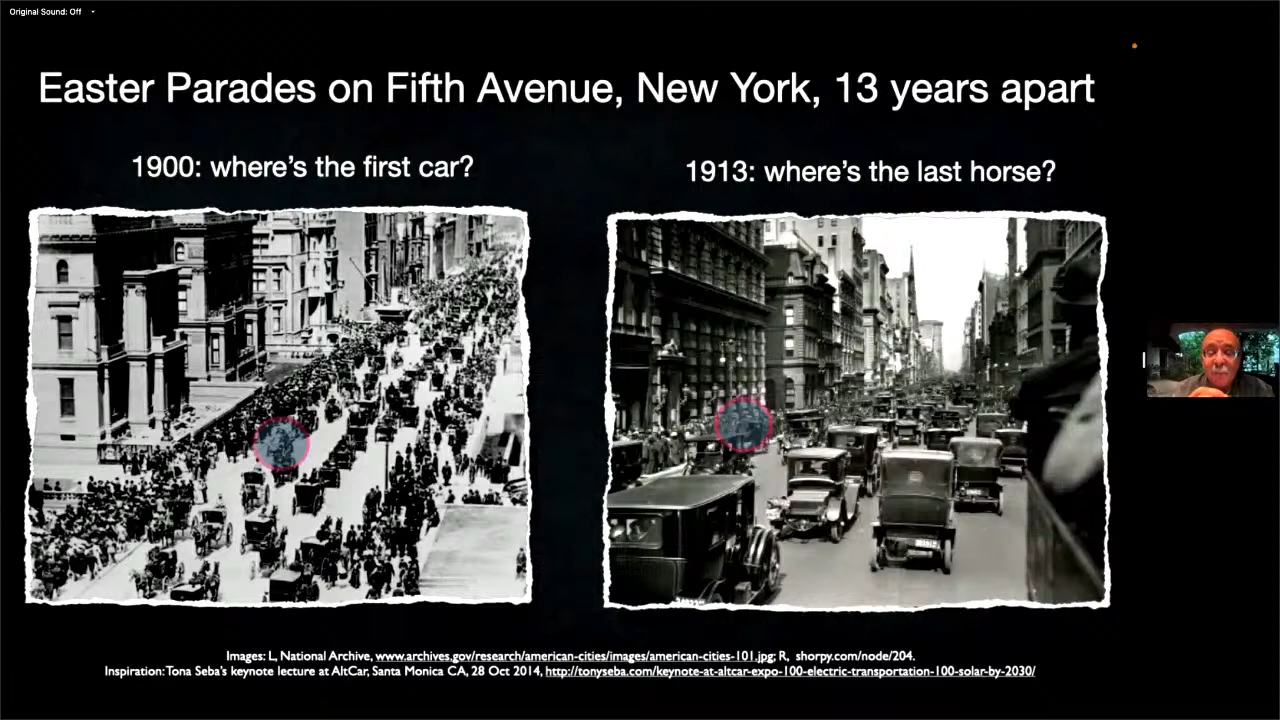 Original Sound: Off
Easter Parades on Fifth Avenue, New York, 13 years apart
1900: where's the first car?
1913: where's the last horse?
Images: L, National Archive, www.archives.gov/research/american-cities/images/american-cities-101.jpg; R, shorpy.com/node/204.
Inspiration: Tona Seba's keynote lecture at AltCar, Santa Monica CA, 28 Oct 2014, http://tonyseba.com/keynote-at-altcar-expo-100-electric-transportation-100-solar-by-2030/